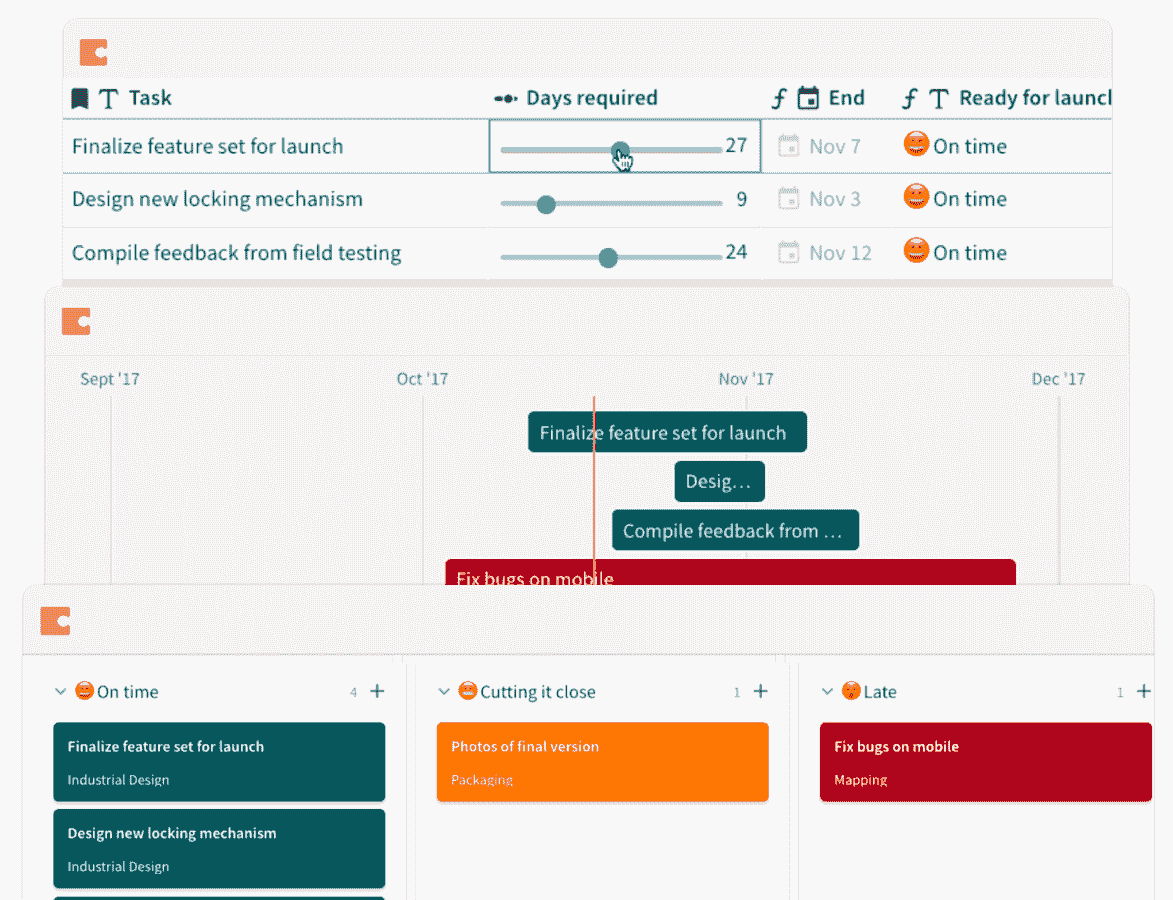 Task Days required End Ready for launch
Finalize feature set for launch 27 Nov 7 On time
Design new locking mechanism 9 Nov 3 On time
Compile feedback from field testing 24 Nov 12 On time
Sept '17 Oct '17 Nov '17 Dec '17
Finalize feature set for launch
Desig...
Compile feedback from ...
Fix bugs on mobile
On time 4 + Cutting it close 1 + Late 1 +
Finalize feature set for launch Photos of final version Fix bugs on mobile
Industrial Design Packaging Mapping
Design new locking mechanism
Industrial Design